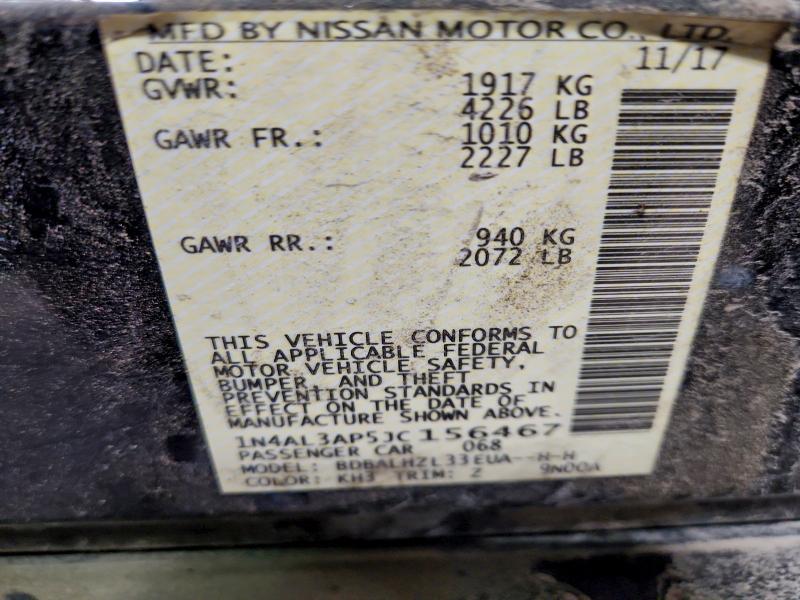 MFD BY NISSAN MOTOR CO., LTD.
DATE: 11/17
GVWR: 1917 KG
4226 LB
GAWR FR.: 1010 KG
2227 LB
GAWR RR.: 940 KG
2072 LB
THIS VEHICLE CONFORMS TO
ALL APPLICABLE FEDERAL
MOTOR VEHICLE SAFETY,
BUMPER, AND THEFT
PREVENTION STANDARDS IN
EFFECT ON THE DATE OF
MANUFACTURE SHOWN ABOVE.
1N4AL3AP5JC156467
PASSENGER CAR 068
MODEL: BDBALHZL33EUA--H-H
COLOR: KH3 TRIM: Z 9N00A